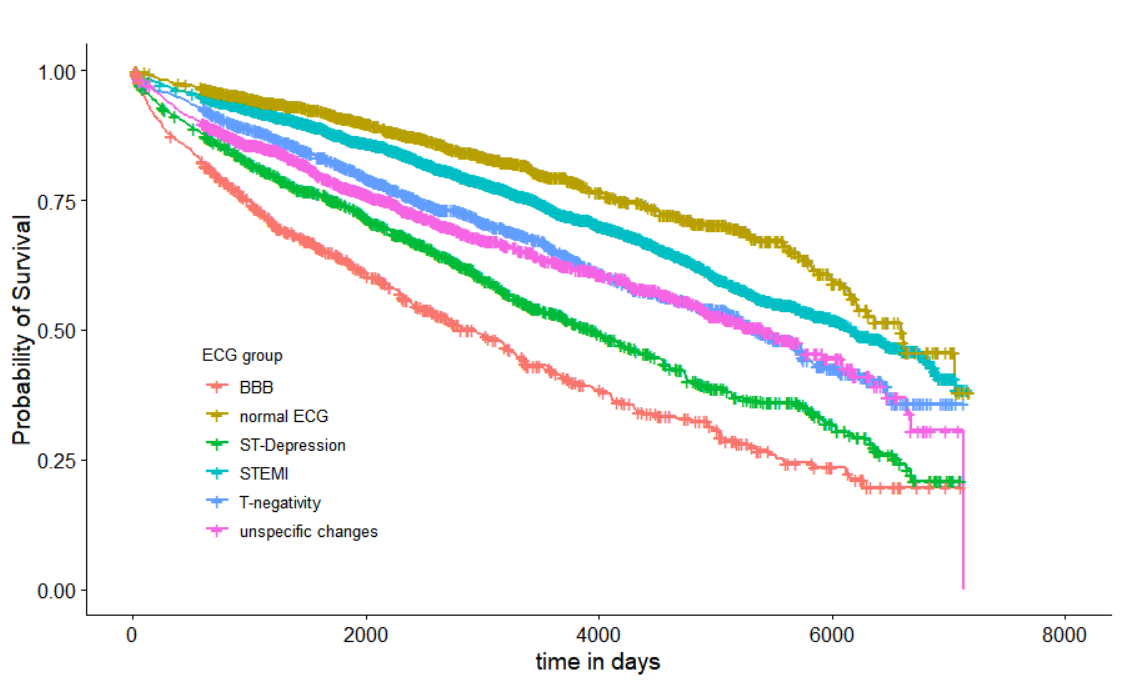 1.00
0.75
0.50
0.25
0.00
Probability of Survival
ECG group
BBB
normal ECG
ST-Depression
STEMI
T-negativity
unspecific changes
0 2000 4000 6000 8000
time in days